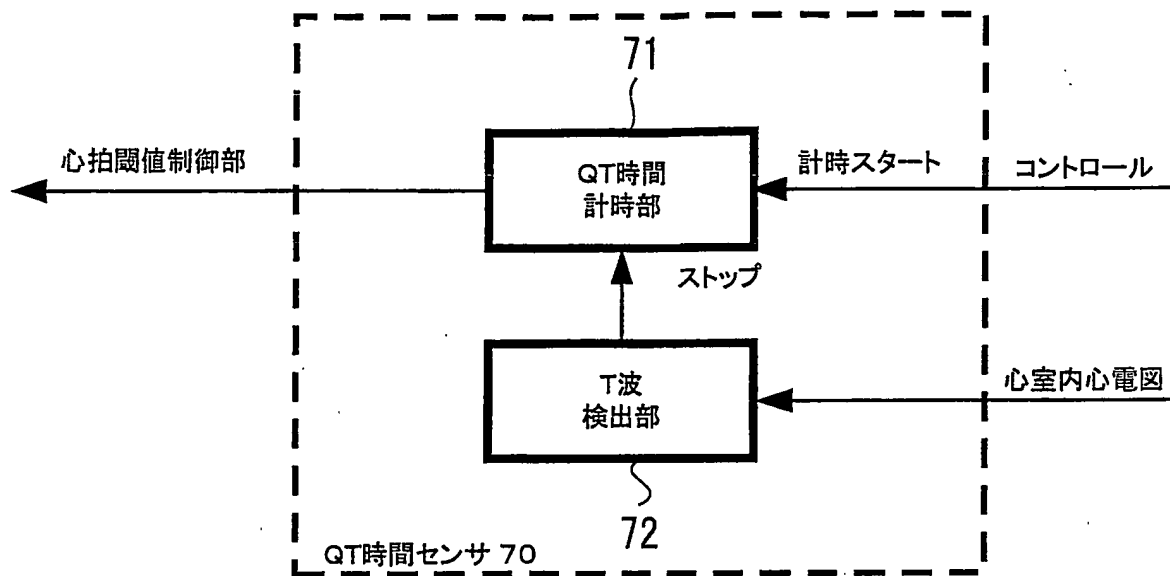 71
心拍閾値制御部
QT時間
計時部
計時スタート
コントロール
ストップ
T波
検出部
心室内心電図
72
QT時間センサ 70